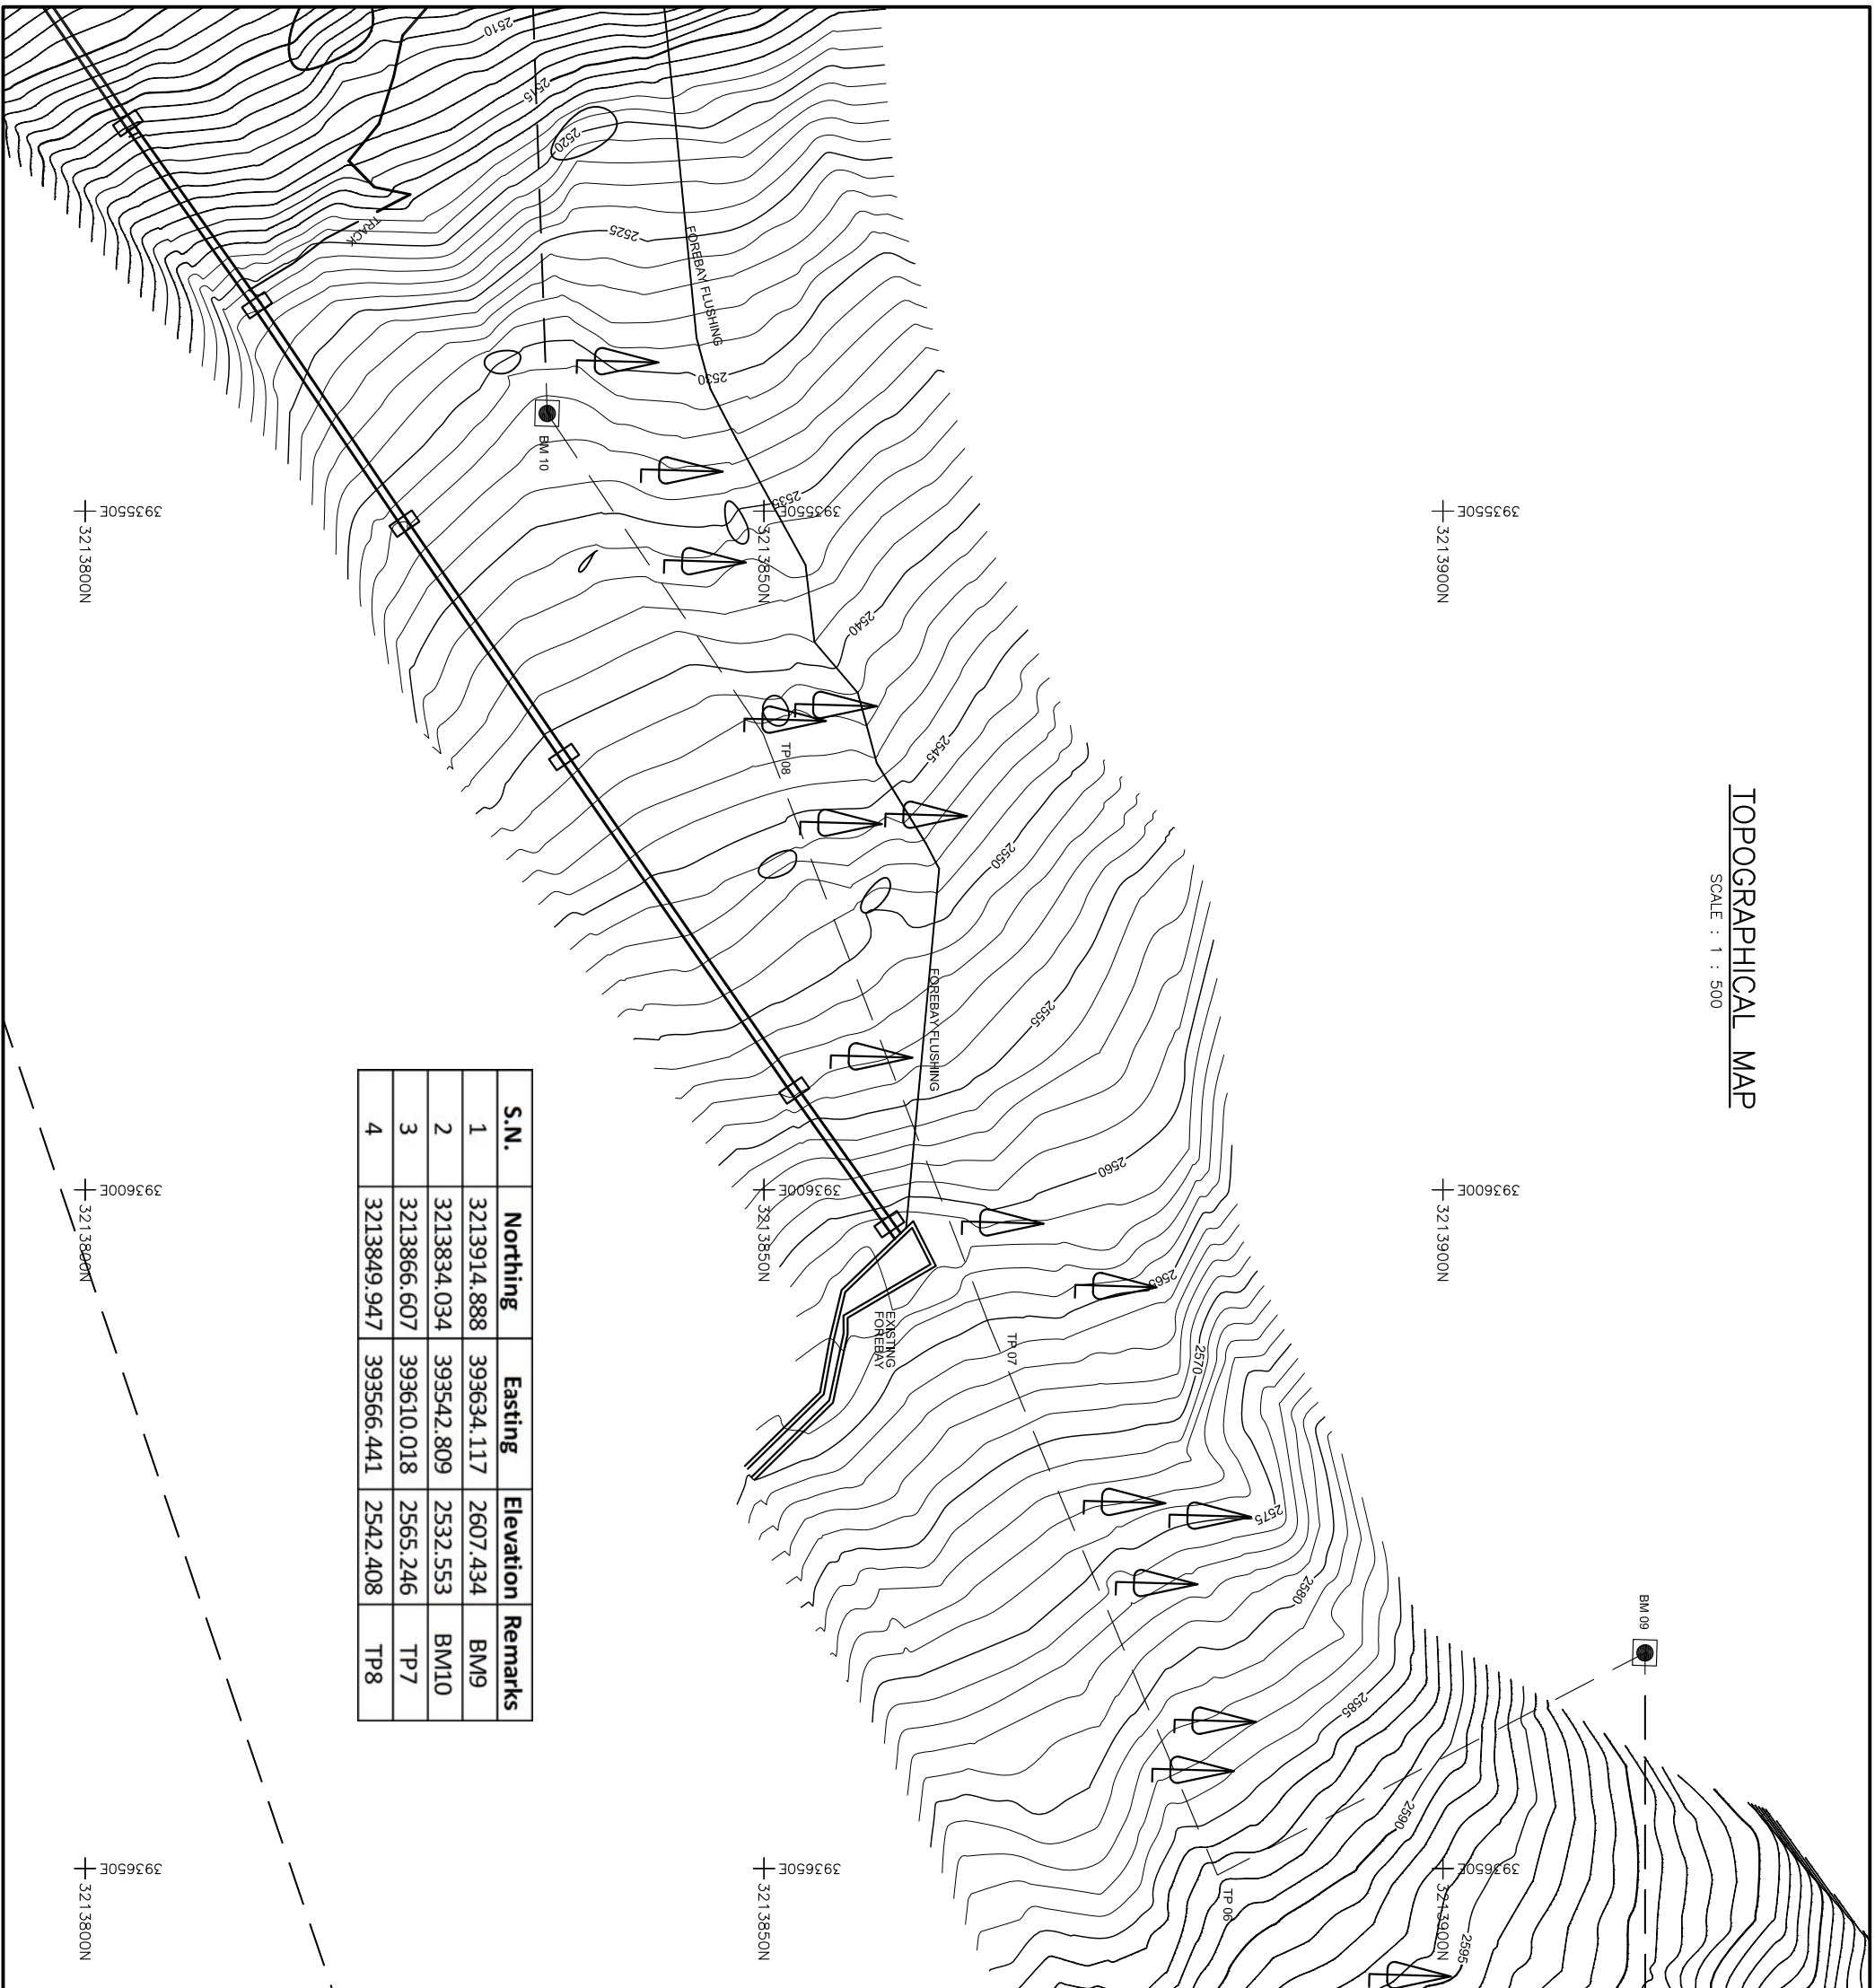 TOPOGRAPHICAL MAP
SCALE : 1 : 500
393550E
3213900N
393600E
3213900N
393650E
3213900N
393550E
3213850N
393600E
3213850N
393650E
3213850N
393550E
3213800N
393600E
3213800N
393650E
3213800N
BM 09
BM 10
TP 06
TP 07
TP 08
FOREBAY FLUSHING
FOREBAY FLUSHING
EXISTING
FOREBAY
TRACK
2510
2515
2520
2525
2530
2535
2540
2545
2550
2555
2560
2565
2570
2575
2580
2585
2590
2595
S.N. Northing Easting Elevation Remarks
1 3213914.888 393634.117 2607.434 BM9
2 3213834.034 393542.809 2532.553 BM10
3 3213866.607 393610.018 2565.246 TP7
4 3213849.947 393566.441 2542.408 TP8